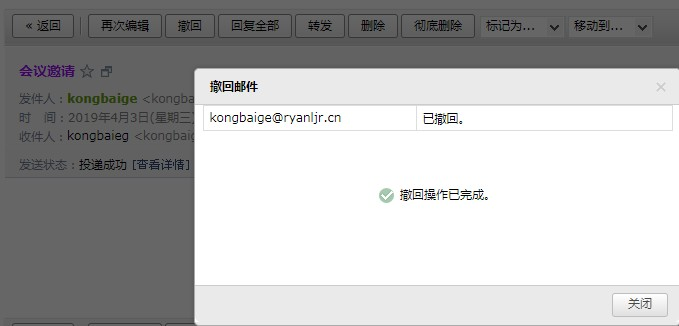 « 返回 再次编辑 撤回 回复全部 转发 删除 彻底删除 标记为... 移动到...
会议邀请
撤回邮件
发件人：kongbaige <kongba
kongbaige@ryanljr.cn 已撤回。
时 间：2019年4月3日(星期三)
收件人：kongbaieg <kongbaig
发送状态：投递成功 [查看详情]
撤回操作已完成。
关闭